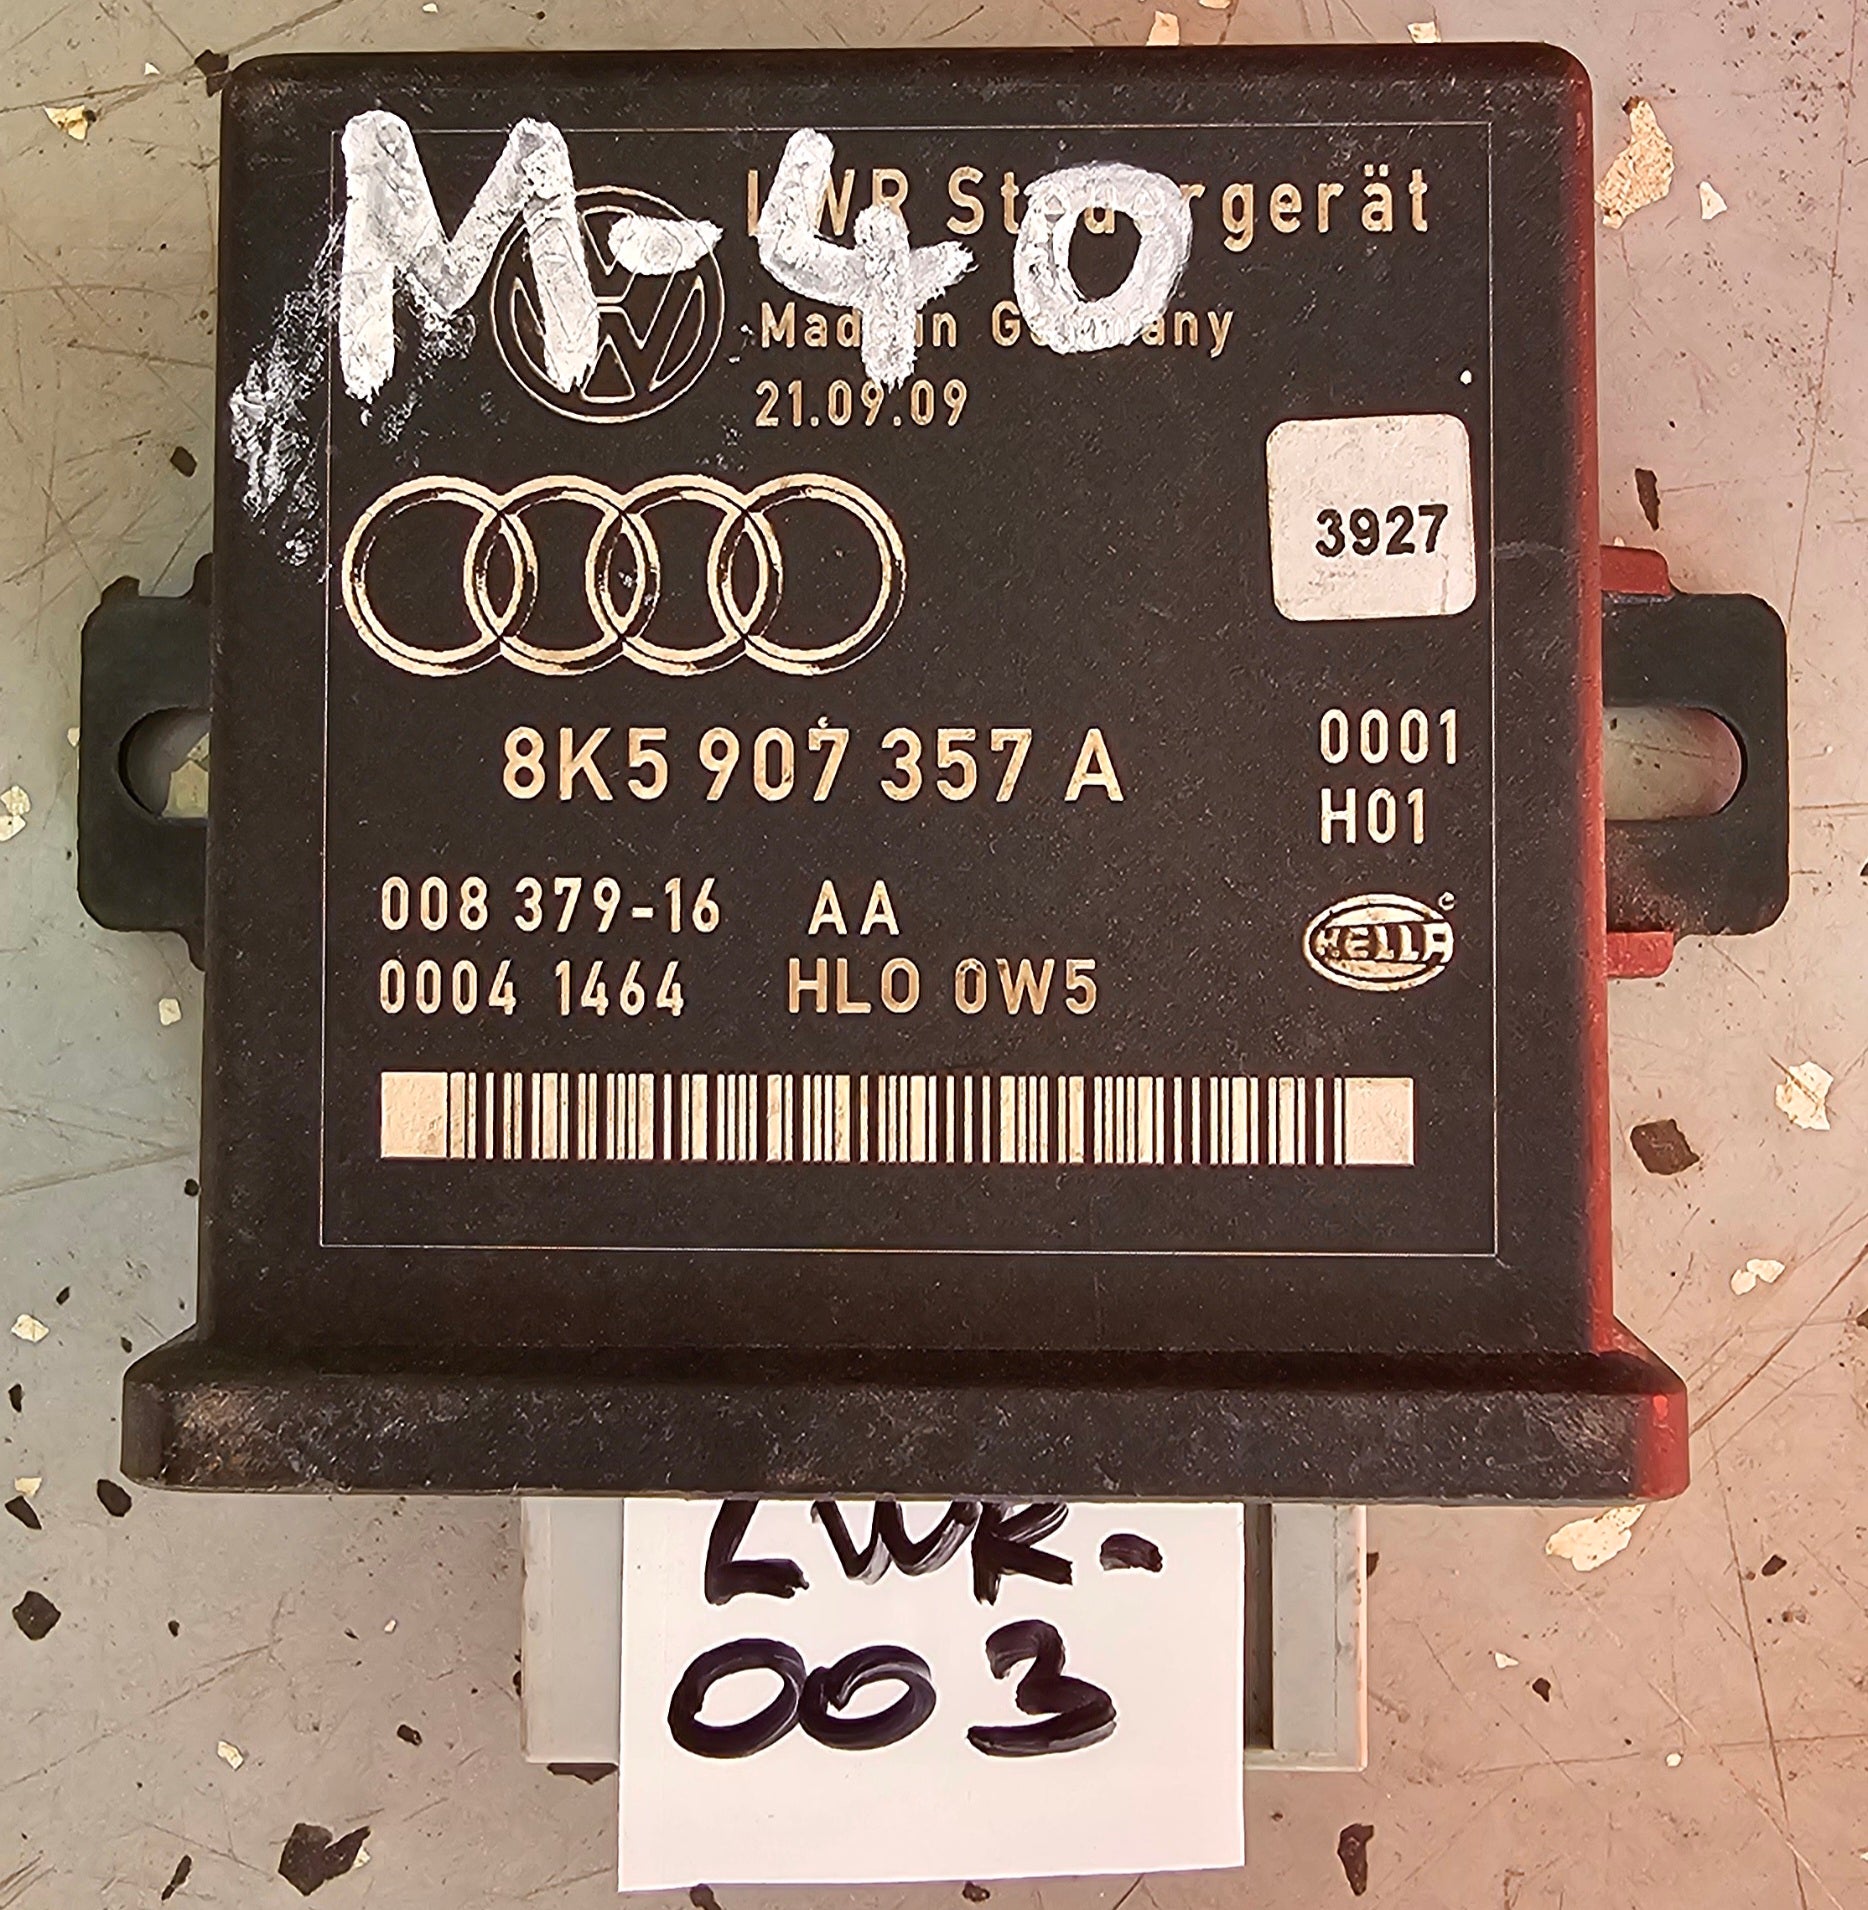 M-40
LWR Steuergerät
Made in Germany
21.09.09
3927
8K5 907 357 A
0001
H01
008 379-16 AA
0004 1464 HLO 0W5
HELLA
LWR-
003